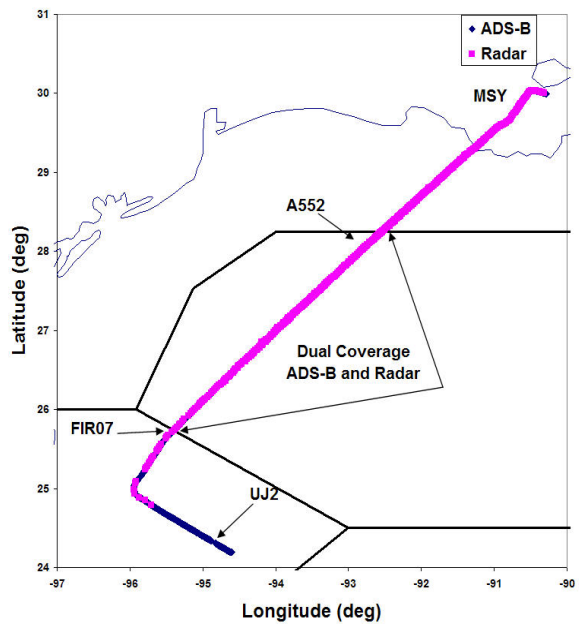 ADS-B
Radar
31
30
29
28
27
26
25
24
Latitude (deg)
MSY
A552
Dual Coverage
ADS-B and Radar
FIR07
UJ2
-97
-96
-95
-94
-93
-92
-91
-90
Longitude (deg)